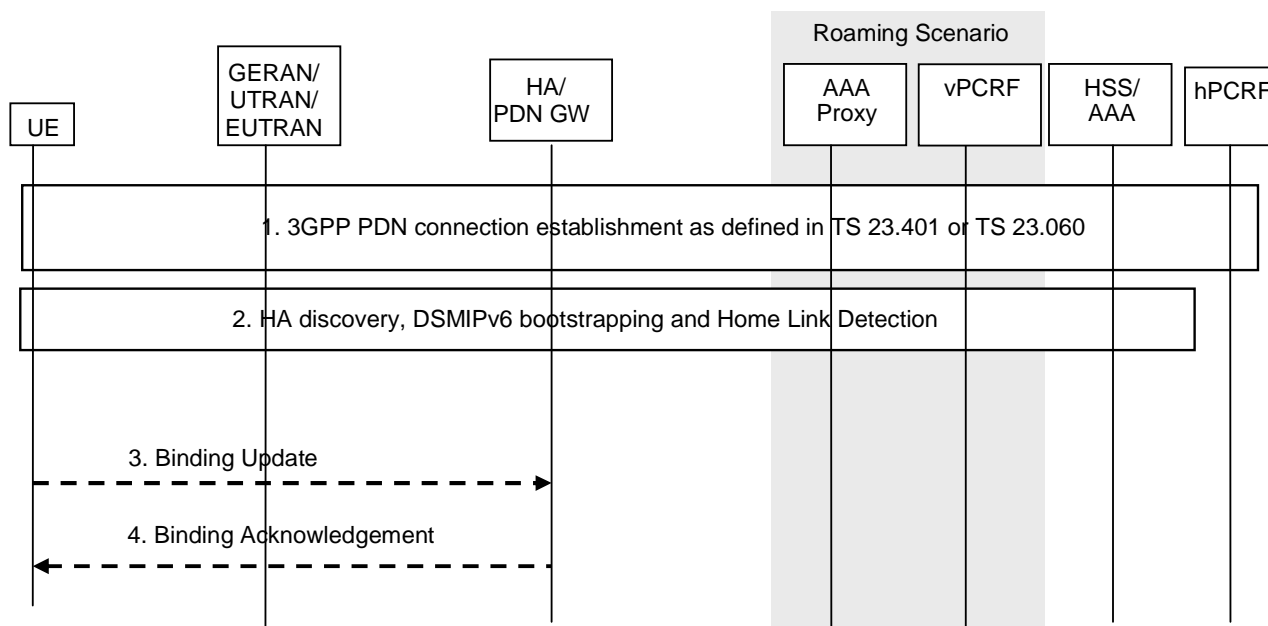 Roaming Scenario
UE
GERAN/
UTRAN/
EUTRAN
HA/
PDN GW
AAA
Proxy
vPCRF
HSS/
AAA
hPCRF
1. 3GPP PDN connection establishment as defined in TS 23.401 or TS 23.060
2. HA discovery, DSMIPv6 bootstrapping and Home Link Detection
3. Binding Update
4. Binding Acknowledgement